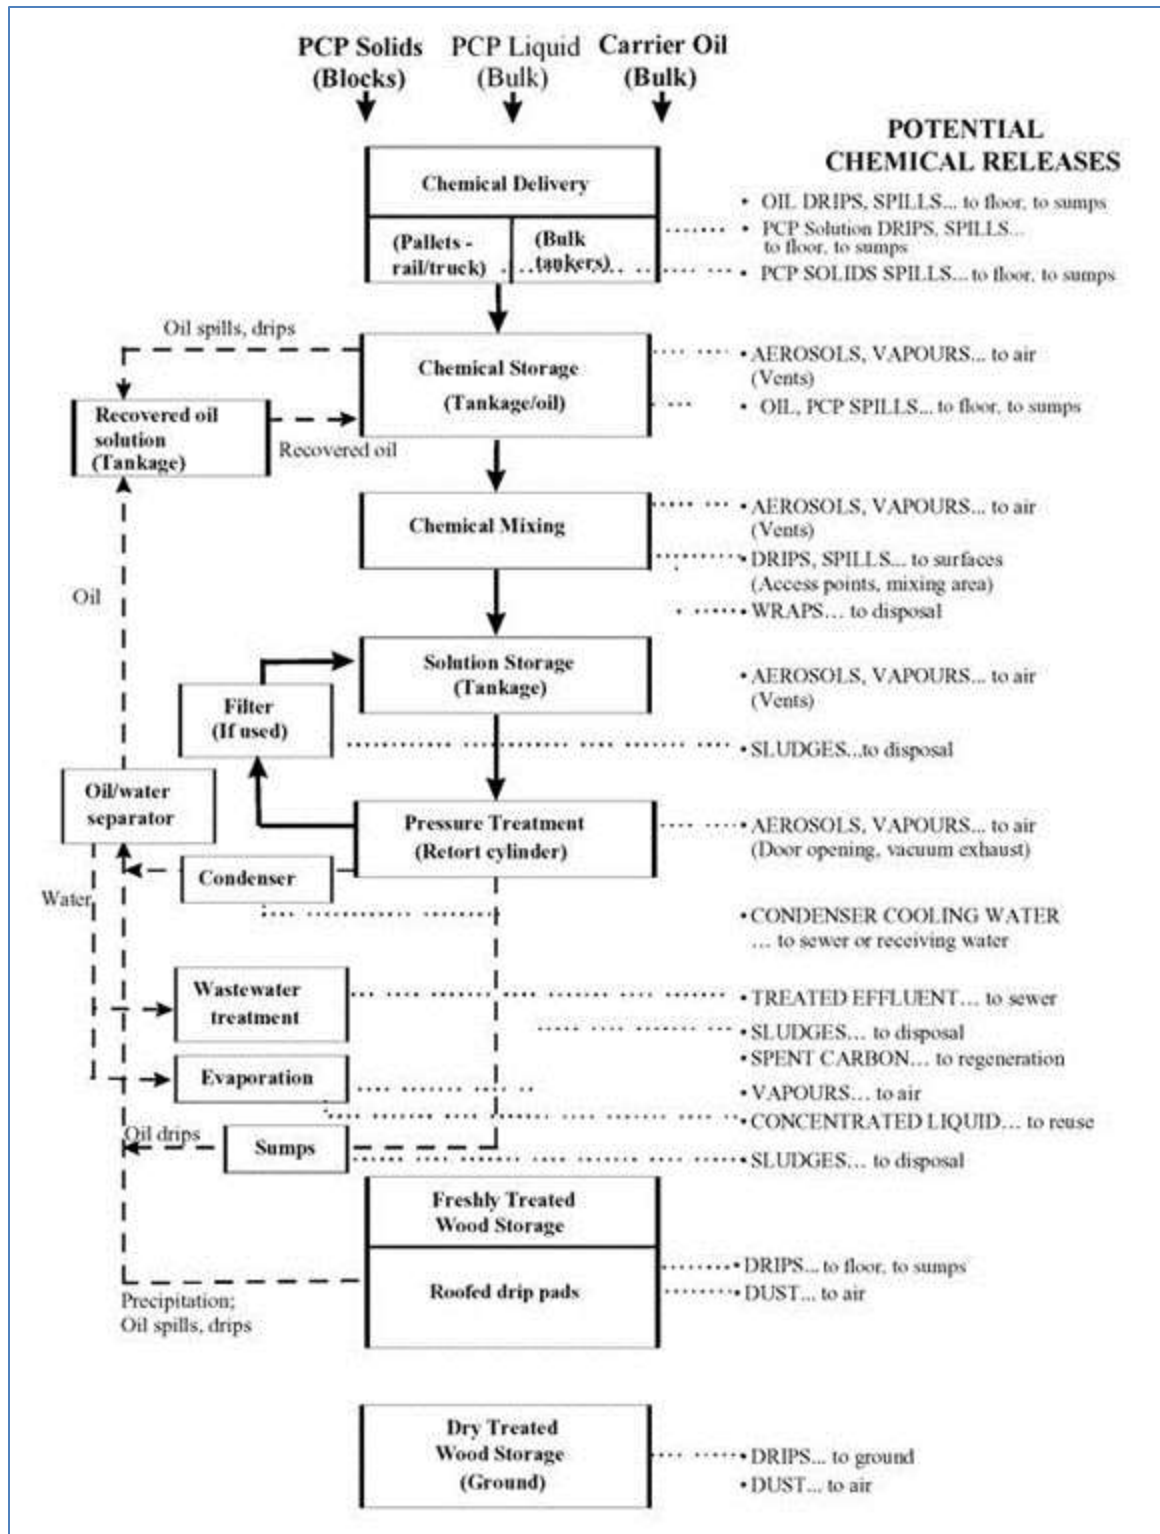 PCP Solids
(Blocks)
PCP Liquid
(Bulk)
Carrier Oil
(Bulk)
POTENTIAL
CHEMICAL RELEASES
Chemical Delivery
(Pallets -
rail/truck)
(Bulk
tankers)
• OIL DRIPS, SPILLS... to floor, to sumps
• PCP Solution DRIPS, SPILLS...
to floor, to sumps
• PCP SOLIDS SPILLS... to floor, to sumps
Oil spills, drips
Chemical Storage
(Tankage/oil)
• AEROSOLS, VAPOURS... to air
(Vents)
• OIL, PCP SPILLS... to floor, to sumps
Recovered oil
solution
(Tankage)
Recovered oil
Chemical Mixing
• AEROSOLS, VAPOURS... to air
(Vents)
• DRIPS, SPILLS... to surfaces
(Access points, mixing area)
• WRAPS... to disposal
Oil
Solution Storage
(Tankage)
• AEROSOLS, VAPOURS... to air
(Vents)
Filter
(If used)
• SLUDGES...to disposal
Oil/water
separator
Pressure Treatment
(Retort cylinder)
• AEROSOLS, VAPOURS... to air
(Door opening, vacuum exhaust)
Condenser
Water
• CONDENSER COOLING WATER
... to sewer or receiving water
Wastewater
treatment
• TREATED EFFLUENT... to sewer
• SLUDGES... to disposal
• SPENT CARBON... to regeneration
Evaporation
• VAPOURS... to air
• CONCENTRATED LIQUID... to reuse
Oil drips
Sumps
• SLUDGES... to disposal
Freshly Treated
Wood Storage
Roofed drip pads
• DRIPS... to floor, to sumps
• DUST... to air
Precipitation;
Oil spills, drips
Dry Treated
Wood Storage
(Ground)
• DRIPS... to ground
• DUST... to air